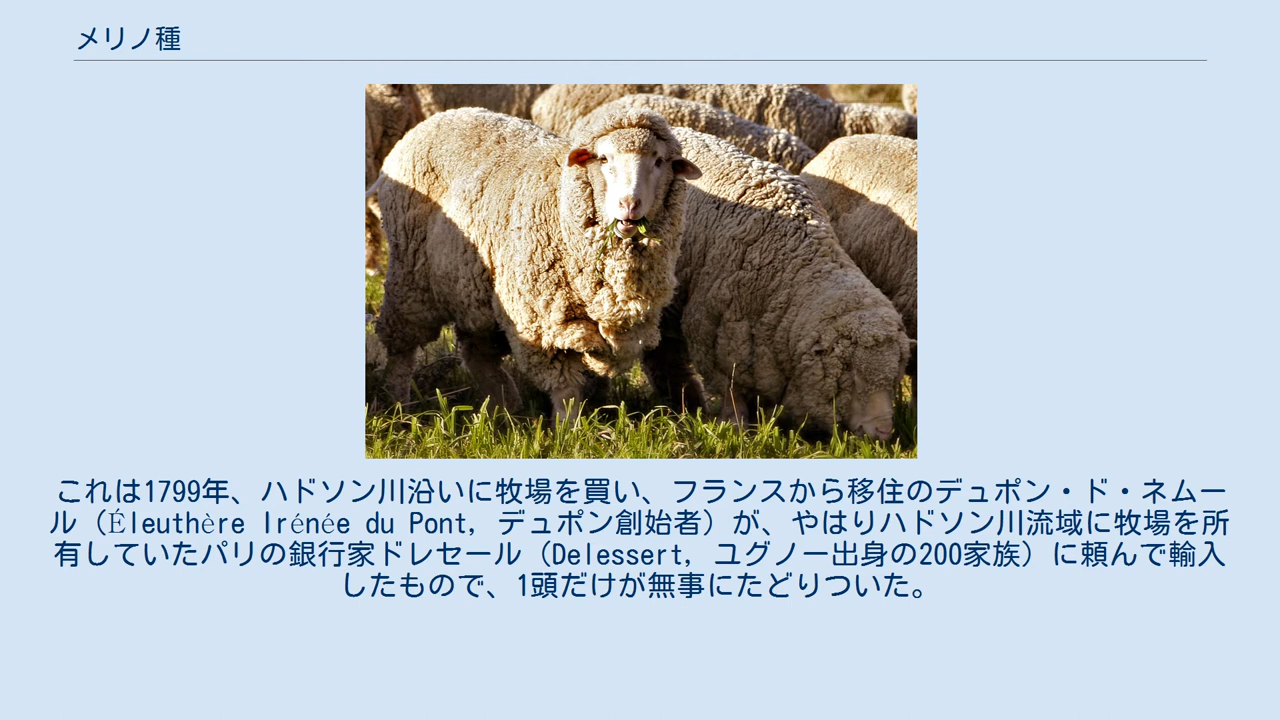 メリノ種
これは1799年、ハドソン川沿いに牧場を買い、フランスから移住のデュポン・ド・ネムー
ル（Éleuthère Irénée du Pont, デュポン創始者）が、やはりハドソン川流域に牧場を所
有していたパリの銀行家ドレセール（Delessert, ユグノー出身の200家族）に頼んで輸入
したもので、1頭だけが無事にたどりついた。